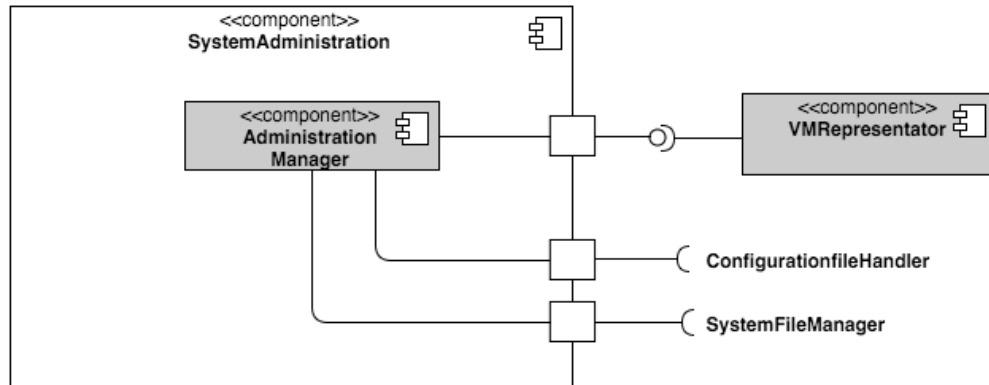 <<component>>
SystemAdministration
<<component>>
Administration
Manager
<<component>>
VMRepresentator
ConfigurationfileHandler
SystemFileManager